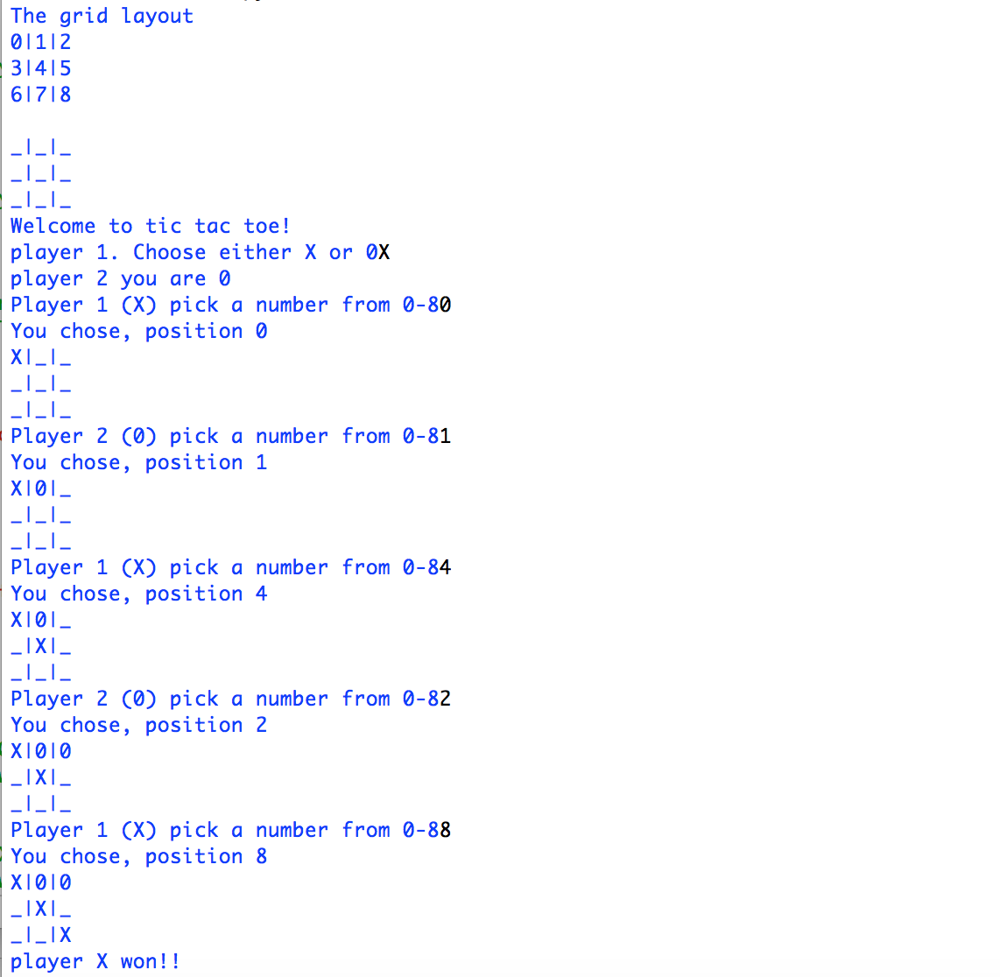 The grid layout
0|1|2
3|4|5
6|7|8
_|_|_
_|_|_
_|_|_
Welcome to tic tac toe!
player 1. Choose either X or 0X
player 2 you are 0
Player 1 (X) pick a number from 0-80
You chose, position 0
X|_|_
_|_|_
_|_|_
Player 2 (0) pick a number from 0-81
You chose, position 1
X|0|_
_|_|_
_|_|_
Player 1 (X) pick a number from 0-84
You chose, position 4
X|0|_
_|X|_
_|_|_
Player 2 (0) pick a number from 0-82
You chose, position 2
X|0|0
_|X|_
_|_|_
Player 1 (X) pick a number from 0-88
You chose, position 8
X|0|0
_|X|_
_|_|X
player X won!!